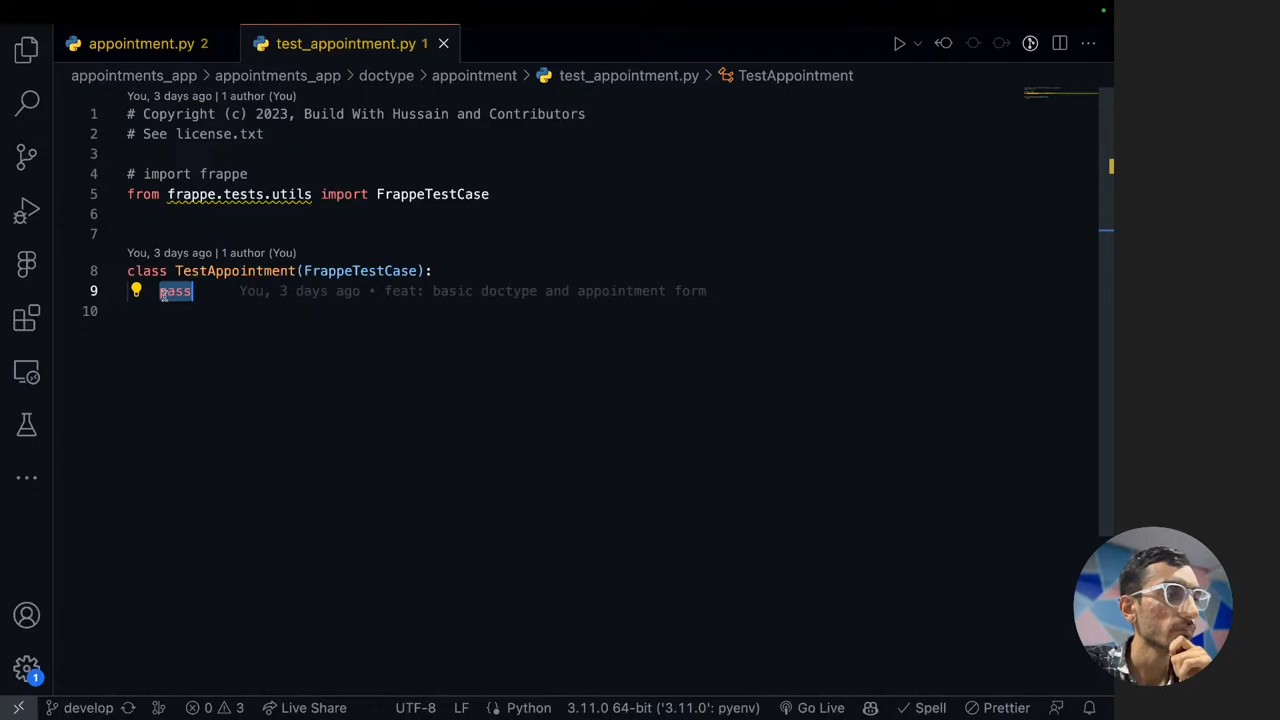 appointment.py 2
test_appointment.py 1
appointments_app > appointments_app > doctype > appointment > test_appointment.py > TestAppointment
You, 3 days ago | 1 author (You)
1 # Copyright (c) 2023, Build With Hussain and Contributors
2 # See license.txt
3
4 # import frappe
5 from frappe.tests.utils import FrappeTestCase
6
7
You, 3 days ago | 1 author (You)
8 class TestAppointment(FrappeTestCase):
9 pass You, 3 days ago • feat: basic doctype and appointment form
10
1
develop 0 3 Live Share UTF-8 LF Python 3.11.0 64-bit ('3.11.0': pyenv) Go Live Spell Prettier